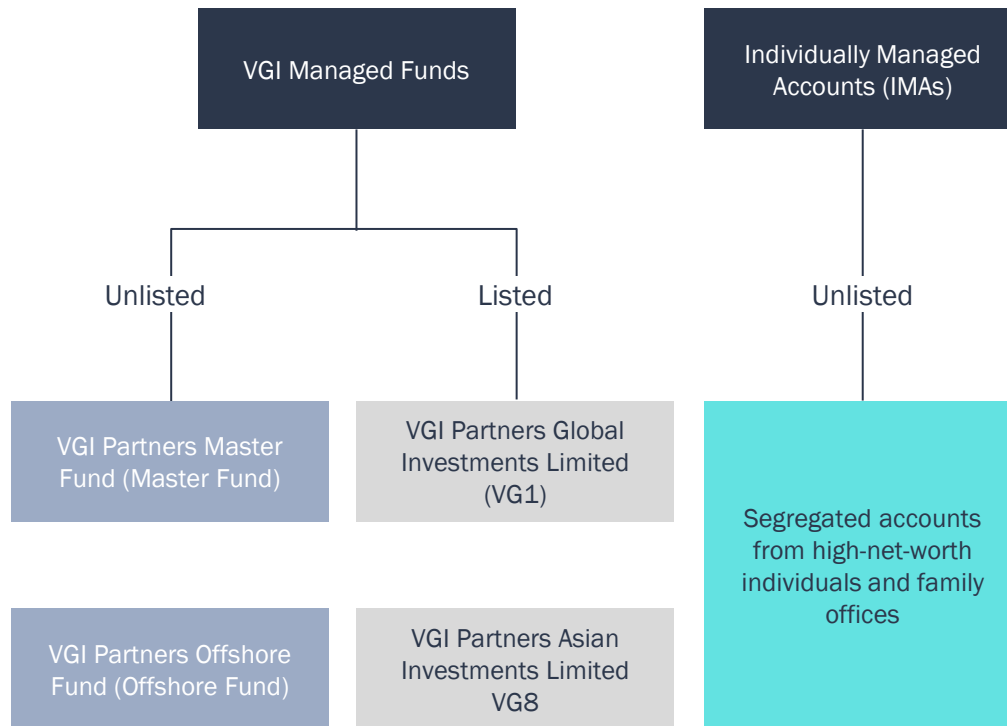 VGI Managed Funds
Individually Managed
Accounts (IMAs)
Unlisted
Listed
Unlisted
VGI Partners Master
Fund (Master Fund)
VGI Partners Global
Investments Limited
(VG1)
Segregated accounts
from high-net-worth
individuals and family
offices
VGI Partners Offshore
Fund (Offshore Fund)
VGI Partners Asian
Investments Limited
VG8